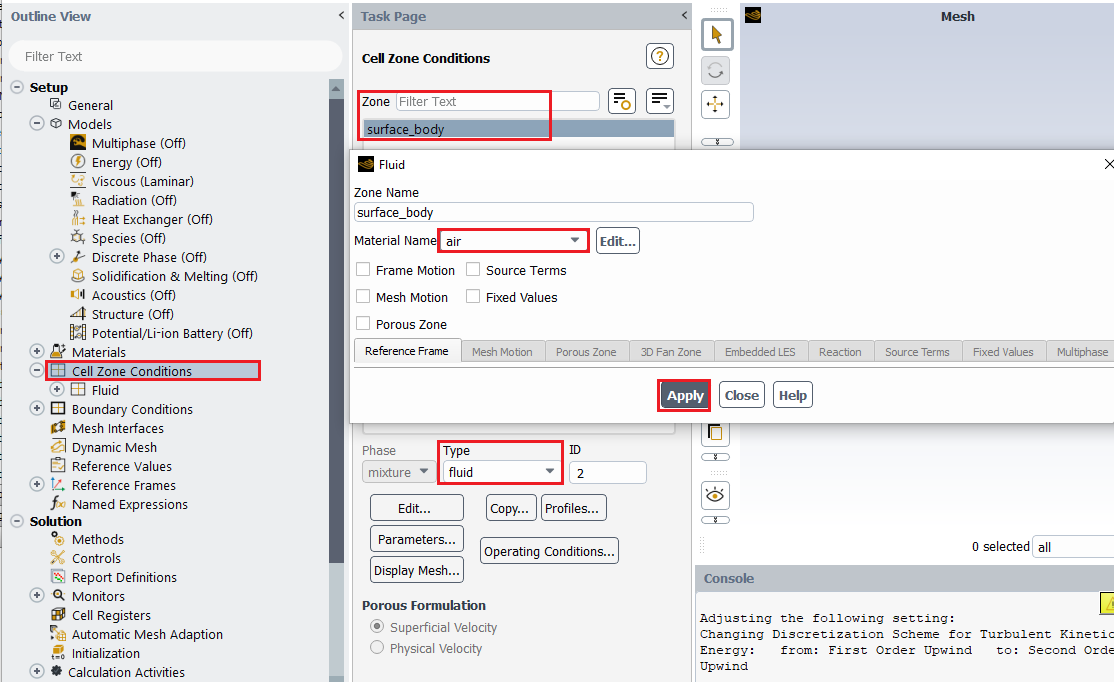 Outline View
Filter Text
Setup
General
Models
Multiphase (Off)
Energy (Off)
Viscous (Laminar)
Radiation (Off)
Heat Exchanger (Off)
Species (Off)
Discrete Phase (Off)
Solidification & Melting (Off)
Acoustics (Off)
Structure (Off)
Potential/Li-ion Battery (Off)
Materials
Cell Zone Conditions
Fluid
Boundary Conditions
Mesh Interfaces
Dynamic Mesh
Reference Values
Reference Frames
Named Expressions
Solution
Methods
Controls
Report Definitions
Monitors
Cell Registers
Automatic Mesh Adaption
Initialization
Calculation Activities
Task Page
Cell Zone Conditions
Zone Filter Text
surface_body
Fluid
Zone Name
surface_body
Material Name air Edit...
Frame Motion Source Terms
Mesh Motion Fixed Values
Porous Zone
Reference Frame Mesh Motion Porous Zone 3D Fan Zone Embedded LES Reaction Source Terms Fixed Values Multiphase
Apply Close Help
Phase Type ID
mixture fluid 2
Edit... Copy... Profiles...
Parameters... Operating Conditions...
Display Mesh...
Porous Formulation
Superficial Velocity
Physical Velocity
Mesh
0 selected all
Console
Adjusting the following setting:
Changing Discretization Scheme for Turbulent Kinetic
Energy: from: First Order Upwind to: Second Orde
Upwind